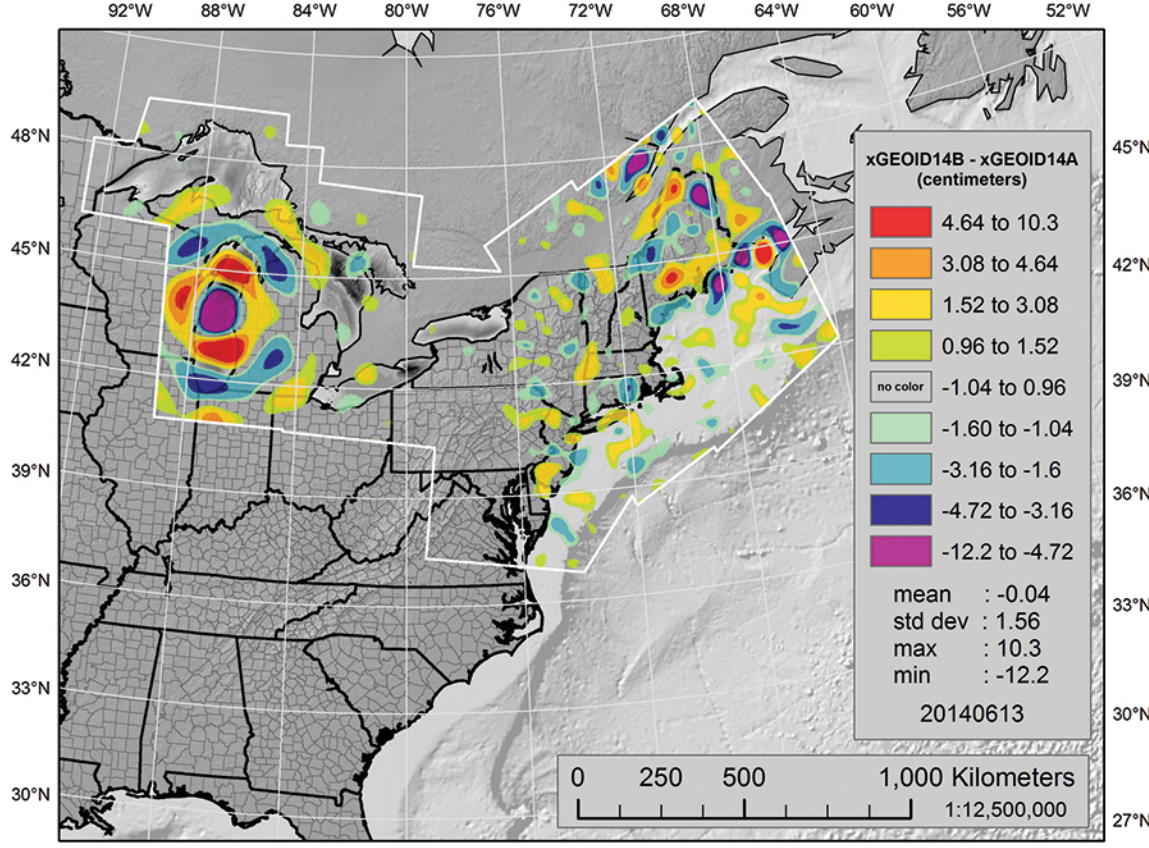 92°W 88°W 84°W 80°W 76°W 72°W 68°W 64°W 60°W 56°W 52°W
48°N
45°N
42°N
39°N
36°N
33°N
30°N
45°N
42°N
39°N
36°N
33°N
30°N
27°N
xGEOID14B - xGEOID14A
(centimeters)
4.64 to 10.3
3.08 to 4.64
1.52 to 3.08
0.96 to 1.52
no color -1.04 to 0.96
-1.60 to -1.04
-3.16 to -1.6
-4.72 to -3.16
-12.2 to -4.72
mean : -0.04
std dev : 1.56
max : 10.3
min : -12.2
20140613
0 250 500 1,000 Kilometers
1:12,500,000